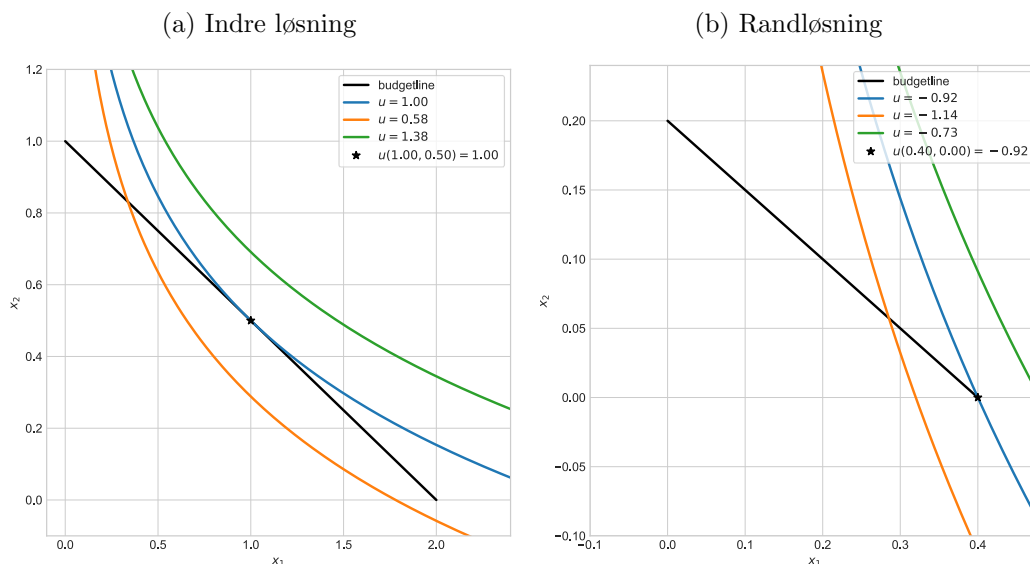 (a) Indre løsning
1.2
1.0
0.8
0.6
0.4
0.2
0.0
x₂
budgetline
u = 1.00
u = 0.58
u = 1.38
u(1.00, 0.50) = 1.00
0.0 0.5 1.0 1.5 2.0
x₁
(b) Randløsning
0.20
0.15
0.10
0.05
0.00
−0.05
−0.10
x₂
budgetline
u = −0.92
u = −1.14
u = −0.73
u(0.40, 0.00) = −0.92
−0.1 0.0 0.1 0.2 0.3 0.4
x₁